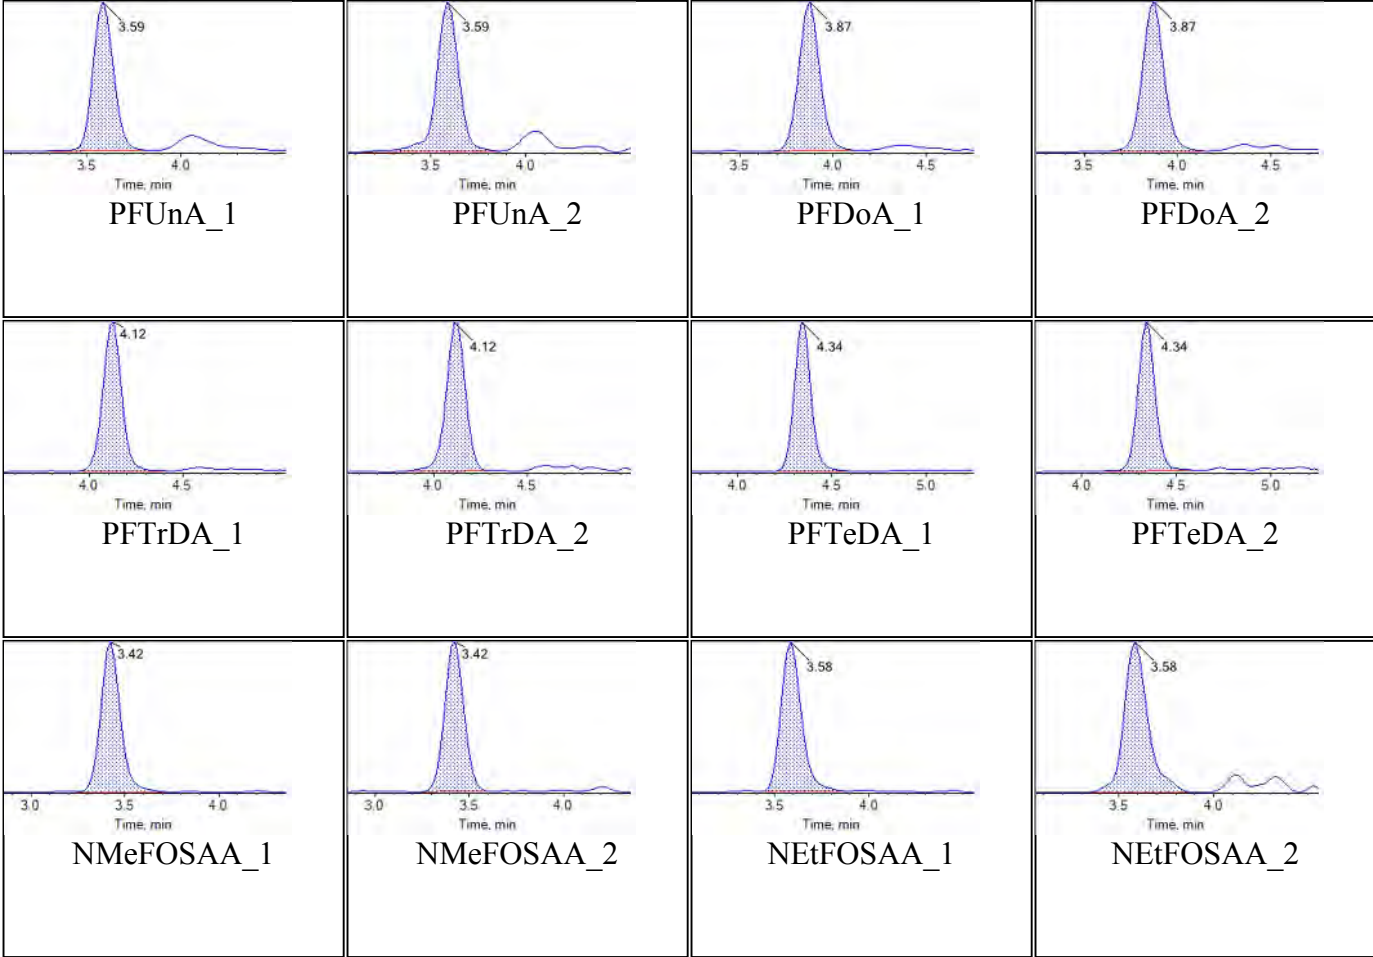 3.59
3.5 4.0
Time, min
PFUnA_1
3.59
3.5 4.0
Time, min
PFUnA_2
3.87
3.5 4.0 4.5
Time, min
PFDoA_1
3.87
3.5 4.0 4.5
Time, min
PFDoA_2
4.12
4.0 4.5
Time, min
PFTrDA_1
4.12
4.0 4.5
Time, min
PFTrDA_2
4.34
4.0 4.5 5.0
Time, min
PFTeDA_1
4.34
4.0 4.5 5.0
Time, min
PFTeDA_2
3.42
3.0 3.5 4.0
Time, min
NMeFOSAA_1
3.42
3.0 3.5 4.0
Time, min
NMeFOSAA_2
3.58
3.5 4.0
Time, min
NEtFOSAA_1
3.58
3.5 4.0
Time, min
NEtFOSAA_2